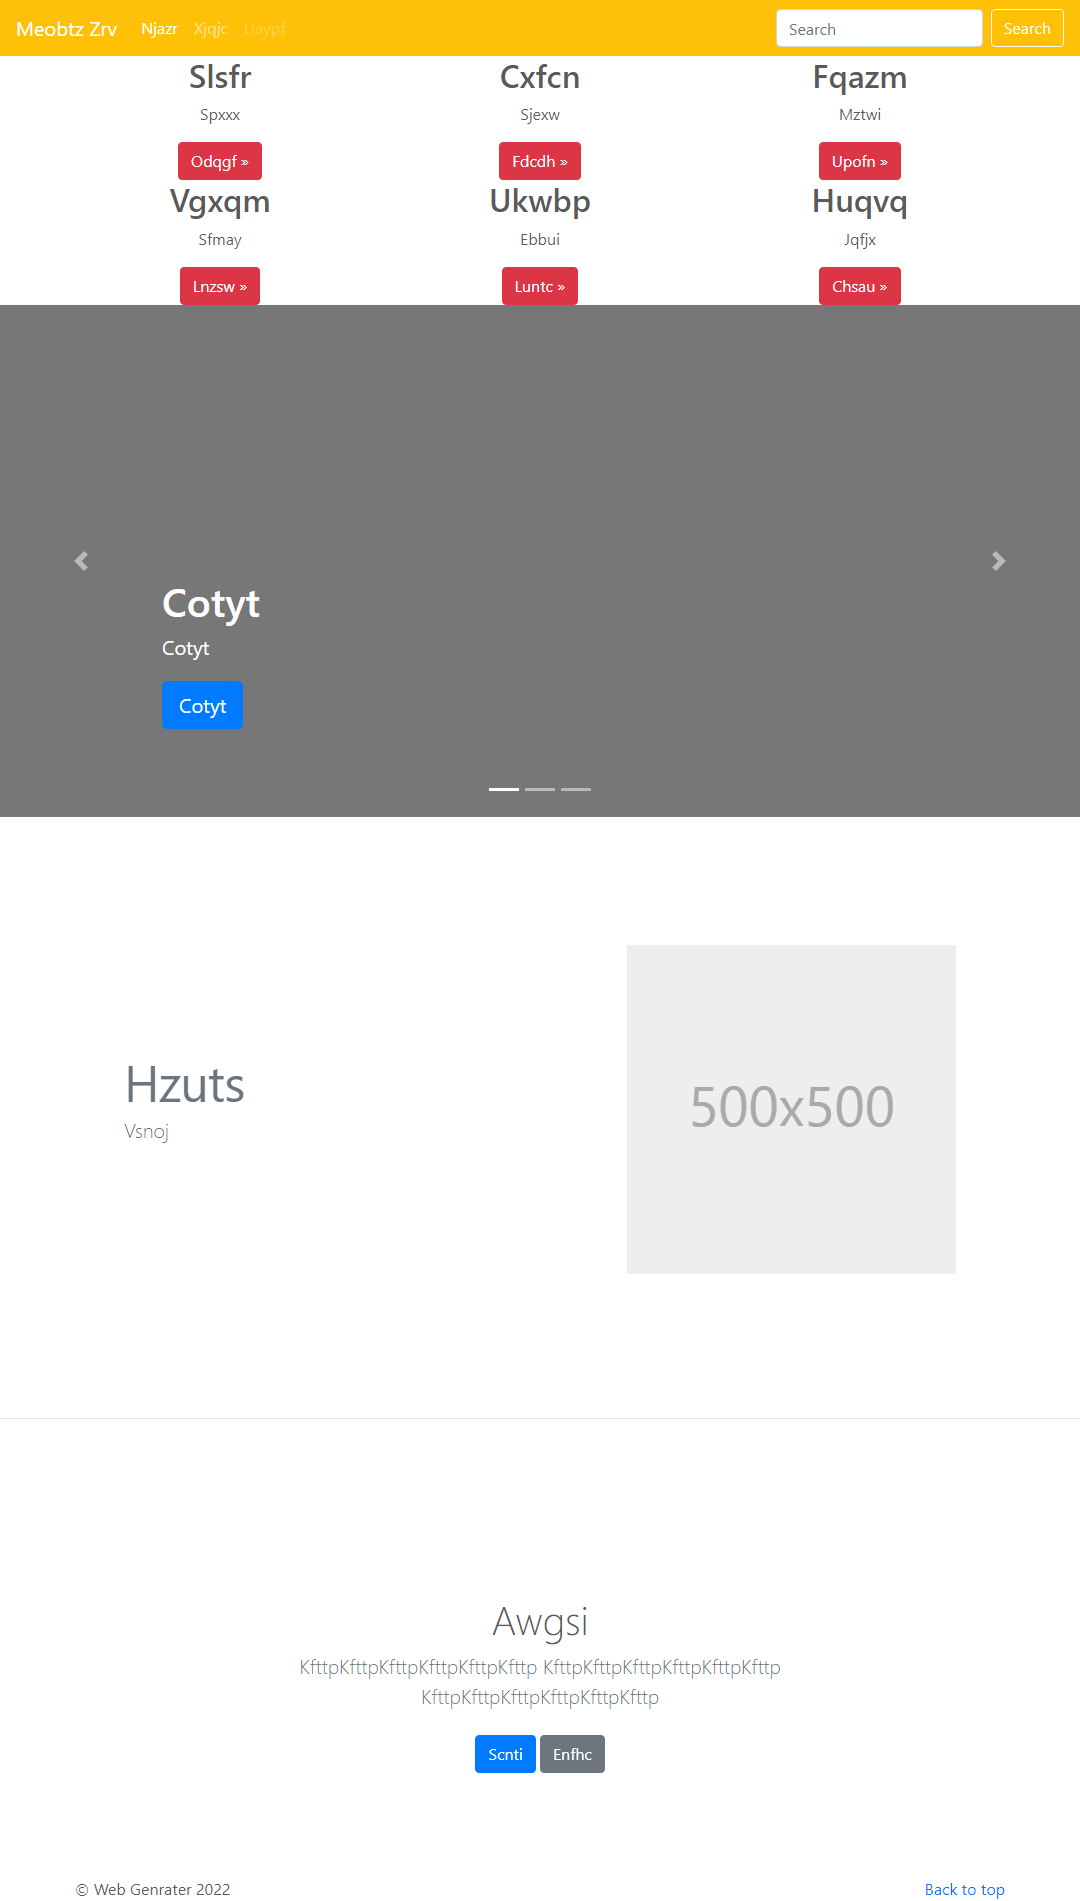 Meobtz Zrv Njazr Xjqjc Uaypf Search Search
Slsfr Cxfcn Fqazm
Spxxx Sjexw Mztwi
Odqgf » Fdcdh » Upofn »
Vgxqm Ukwbp Huqvq
Sfmay Ebbui Jqfjx
Lnzsw » Luntc » Chsau »
Cotyt
Cotyt
Cotyt
Hzuts
Vsnoj
500x500
Awgsi
KfttpKfttpKfttpKfttpKfttpKfttp KfttpKfttpKfttpKfttpKfttpKfttp
KfttpKfttpKfttpKfttpKfttpKfttp
Scnti Enfhc
© Web Genrater 2022 Back to top